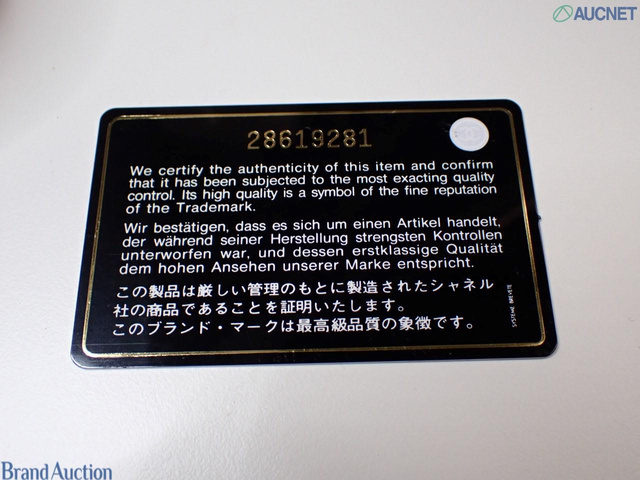 AUCNET
28619281
We certify the authenticity of this item and confirm
that it has been subjected to the most exacting quality
control. Its high quality is a symbol of the fine reputation
of the Trademark.
Wir bestätigen, dass es sich um einen Artikel handelt,
der während seiner Herstellung strengsten Kontrollen
unterworfen war, und dessen erstklassige Qualität
dem hohen Ansehen unserer Marke entspricht.
この製品は厳しい管理のもとに製造されたシャネル
社の商品であることを証明いたします。
このブランド・マークは最高級品質の象徴です。
SYSTEME BREVETE
Brand Auction